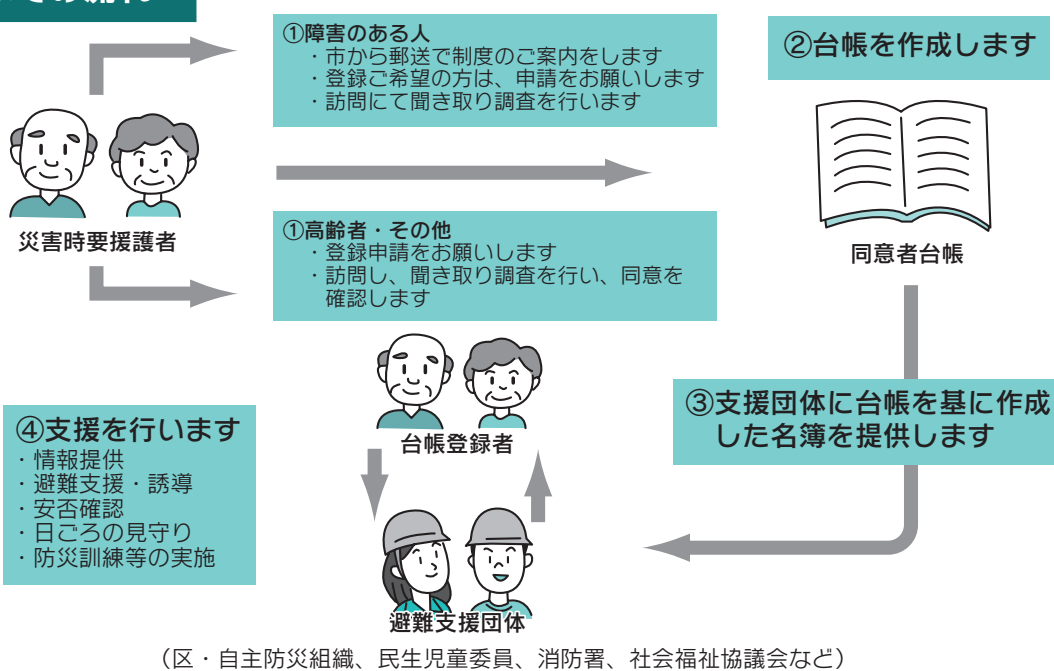 ①障害のある人
・市から郵送で制度のご案内をします
・登録ご希望の方は、申請をお願いします
・訪問にて聞き取り調査を行います
②台帳を作成します
災害時要援護者
①高齢者・その他
・登録申請をお願いします
・訪問し、聞き取り調査を行い、同意を
確認します
同意者台帳
③支援団体に台帳を基に作成
した名簿を提供します
台帳登録者
④支援を行います
・情報提供
・避難支援・誘導
・安否確認
・日ごろの見守り
・防災訓練等の実施
避難支援団体
（区・自主防災組織、民生児童委員、消防署、社会福祉協議会など）